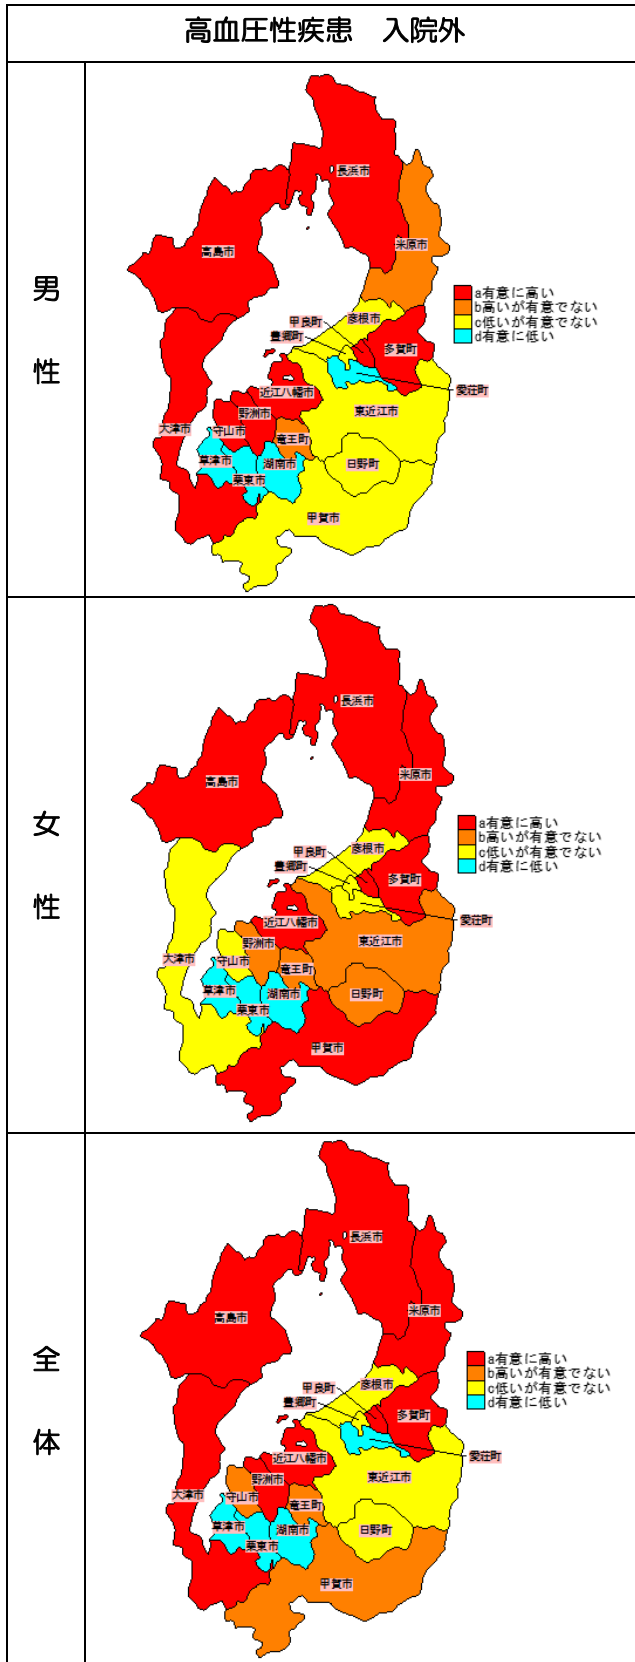 高血圧性疾患　入院外
男性
長浜市
米原市
高島市
a有意に高い
b高いが有意でない
c低いが有意でない
d有意に低い
彦根市
甲良町
豊郷町
多賀町
愛荘町
近江八幡市
東近江市
野洲市
大津市
守山市
竜王町
草津市
湖南市
日野町
栗東市
甲賀市
女性
長浜市
米原市
高島市
a有意に高い
b高いが有意でない
c低いが有意でない
d有意に低い
彦根市
甲良町
豊郷町
多賀町
愛荘町
近江八幡市
東近江市
野洲市
大津市
守山市
竜王町
草津市
湖南市
日野町
栗東市
甲賀市
全体
長浜市
米原市
高島市
a有意に高い
b高いが有意でない
c低いが有意でない
d有意に低い
彦根市
甲良町
豊郷町
多賀町
愛荘町
近江八幡市
東近江市
野洲市
大津市
守山市
竜王町
草津市
湖南市
日野町
栗東市
甲賀市